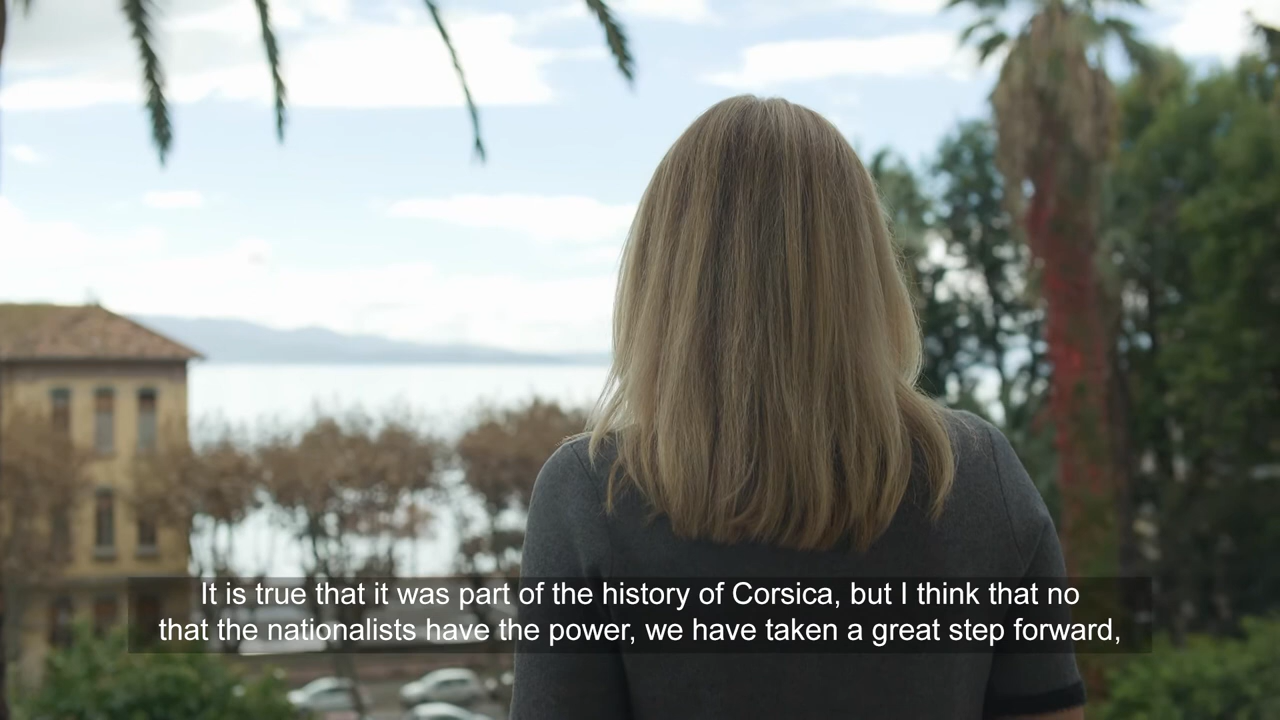 It is true that it was part of the history of Corsica, but I think that no
that the nationalists have the power, we have taken a great step forward,